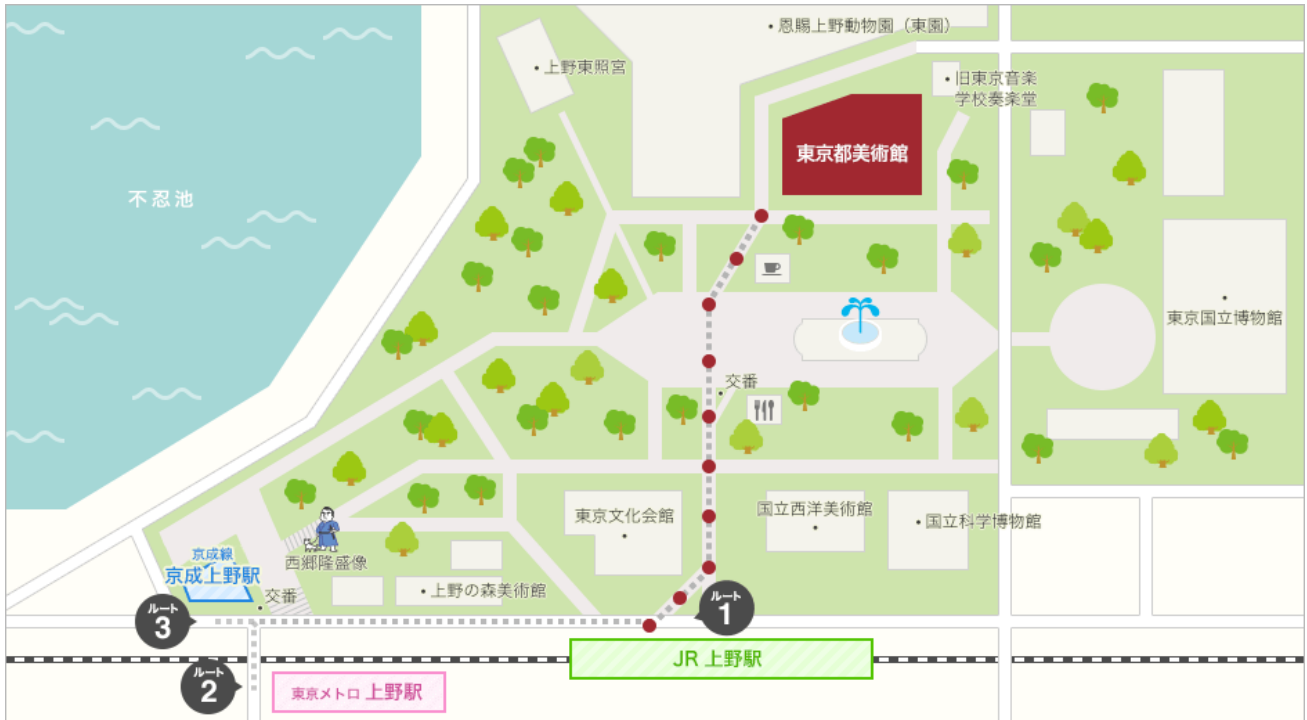 • 恩賜上野動物園（東園）
• 上野東照宮
• 旧東京音楽
学校奏楽堂
東京都美術館
不忍池
東京国立博物館
交番
東京文化会館
国立西洋美術館
• 国立科学博物館
京成線
京成上野駅
西郷隆盛像
交番
• 上野の森美術館
ルート
1
ルート
3
JR 上野駅
ルート
2
東京メトロ 上野駅